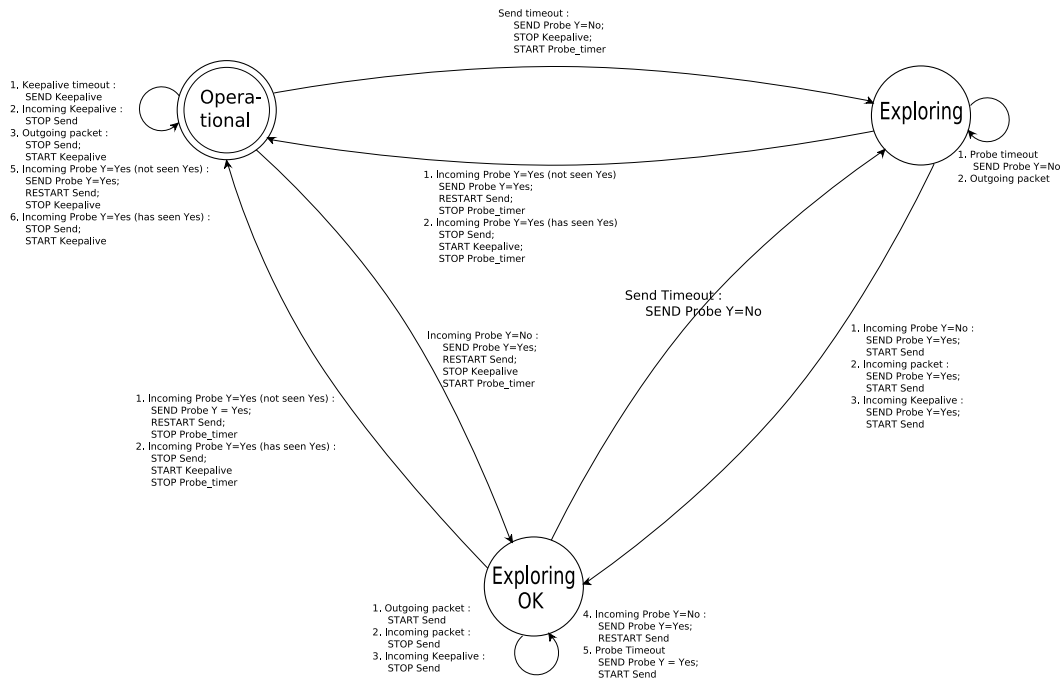 Send timeout :
SEND Probe Y=No;
STOP Keepalive;
START Probe_timer
1. Keepalive timeout :
SEND Keepalive
2. Incoming Keepalive :
STOP Send
3. Outgoing packet :
STOP Send;
START Keepalive
5. Incoming Probe Y=Yes (not seen Yes) :
SEND Probe Y=Yes;
RESTART Send;
STOP Keepalive
6. Incoming Probe Y=Yes (has seen Yes) :
STOP Send;
START Keepalive
Opera-
tional
Exploring
1. Probe timeout
SEND Probe Y=No
2. Outgoing packet
1. Incoming Probe Y=Yes (not seen Yes)
SEND Probe Y=Yes;
RESTART Send;
STOP Probe_timer
2. Incoming Probe Y=Yes (has seen Yes)
STOP Send;
START Keepalive;
STOP Probe_timer
Send Timeout :
SEND Probe Y=No
Incoming Probe Y=No :
SEND Probe Y=Yes;
RESTART Send;
STOP Keepalive
START Probe_timer
1. Incoming Probe Y=No :
SEND Probe Y=Yes;
START Send
2. Incoming packet :
SEND Probe Y=Yes;
START Send
3. Incoming Keepalive :
SEND Probe Y=Yes;
START Send
1. Incoming Probe Y=Yes (not seen Yes) :
SEND Probe Y = Yes;
RESTART Send;
STOP Probe_timer
2. Incoming Probe Y=Yes (has seen Yes) :
STOP Send;
START Keepalive
STOP Probe_timer
Exploring
OK
1. Outgoing packet :
START Send
2. Incoming packet :
STOP Send
3. Incoming Keepalive :
STOP Send
4. Incoming Probe Y=No :
SEND Probe Y=Yes;
RESTART Send
5. Probe Timeout
SEND Probe Y = Yes;
START Send